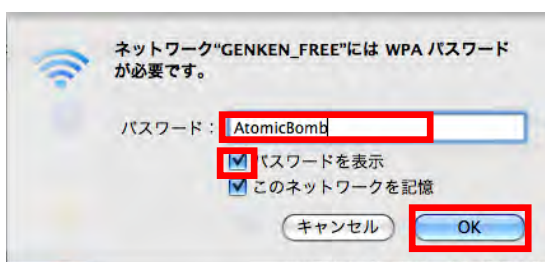 ネットワーク“GENKEN_FREE”には WPA パスワード
が必要です。
パスワード： AtomicBomb
パスワードを表示
このネットワークを記憶
キャンセル OK